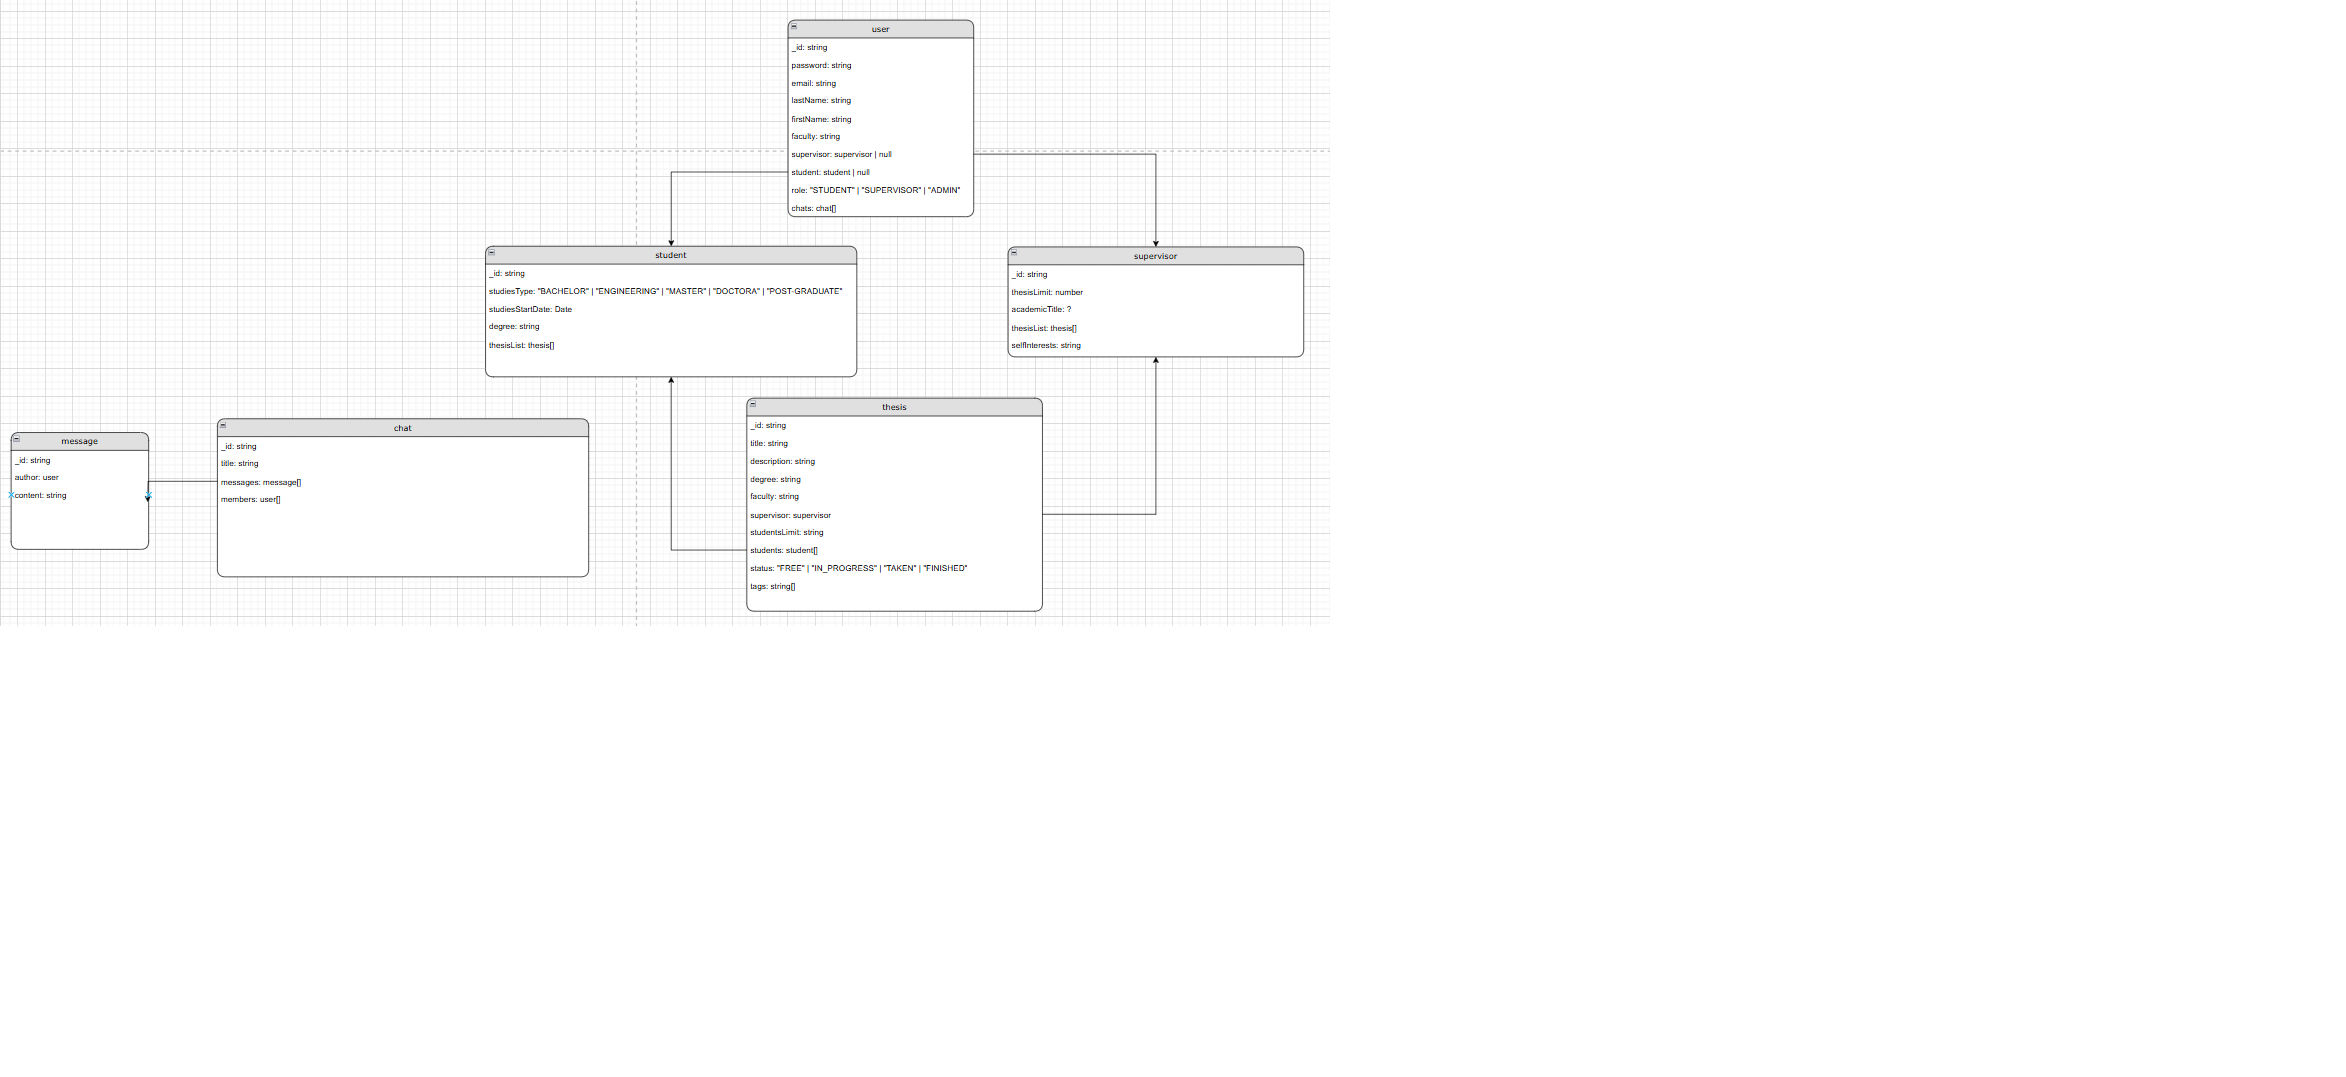 user
_id: string
password: string
email: string
lastName: string
firstName: string
faculty: string
supervisor: supervisor | null
student: student | null
role: "STUDENT" | "SUPERVISOR" | "ADMIN"
chats: chat[]
student
_id: string
studiesType: "BACHELOR" | "ENGINEERING" | "MASTER" | "DOCTORA" | "POST-GRADUATE"
studiesStartDate: Date
degree: string
thesisList: thesis[]
supervisor
_id: string
thesisLimit: number
academicTitle: ?
thesisList: thesis[]
selfInterests: string
message
_id: string
author: user
content: string
chat
_id: string
title: string
messages: message[]
members: user[]
thesis
_id: string
title: string
description: string
degree: string
faculty: string
supervisor: supervisor
studentsLimit: string
students: student[]
status: "FREE" | "IN_PROGRESS" | "TAKEN" | "FINISHED"
tags: string[]